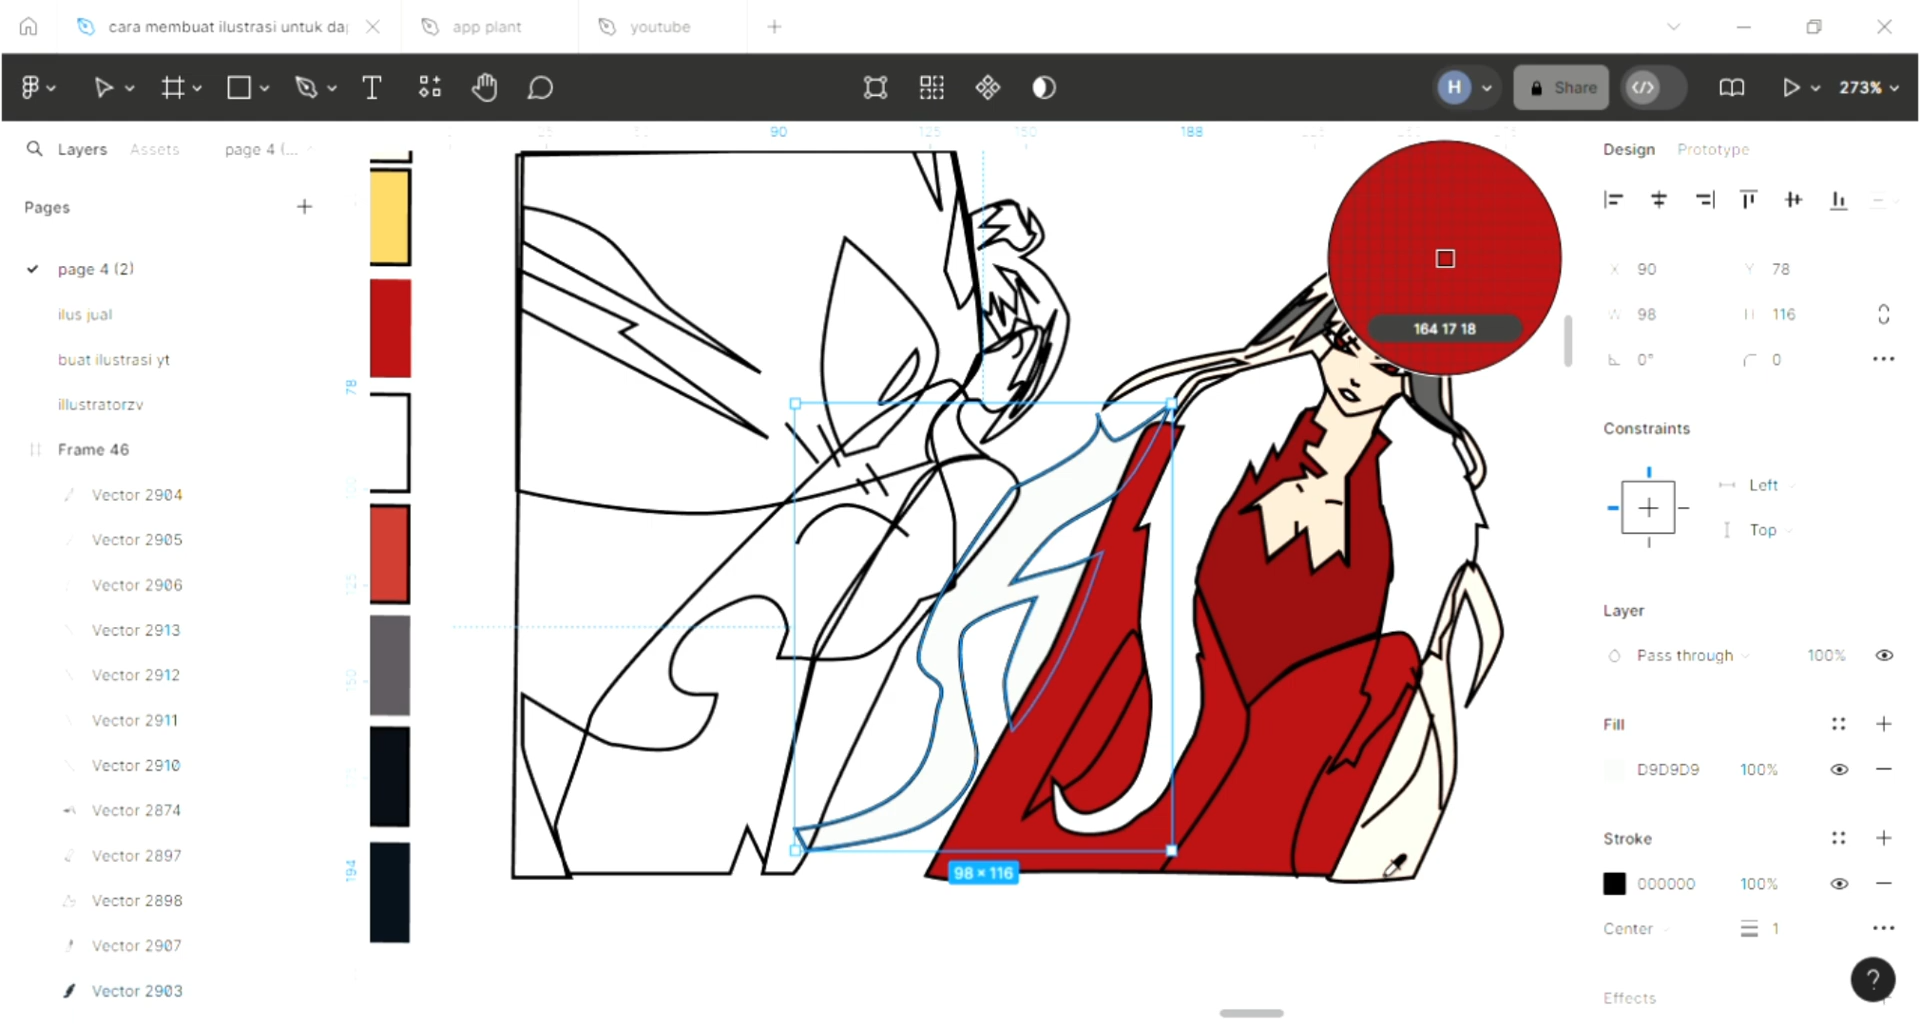 cara membuat ilustrasi untuk da
app plant
youtube
T
H
Share
273%
Layers
Assets
page 4 (...
90
125
150
188
Design
Prototype
Pages
page 4 (2)
ilus jual
buat ilustrasi yt
illustratorzv
Frame 46
Vector 2904
Vector 2905
Vector 2906
Vector 2913
Vector 2912
Vector 2911
Vector 2910
Vector 2874
Vector 2897
Vector 2898
Vector 2907
Vector 2903
78
194
164 17 18
98 × 116
X 90
Y 78
W 98
H 116
0°
0
Constraints
Left
Top
Layer
Pass through
100%
Fill
D9D9D9
100%
Stroke
000000
100%
Center
1
Effects
?